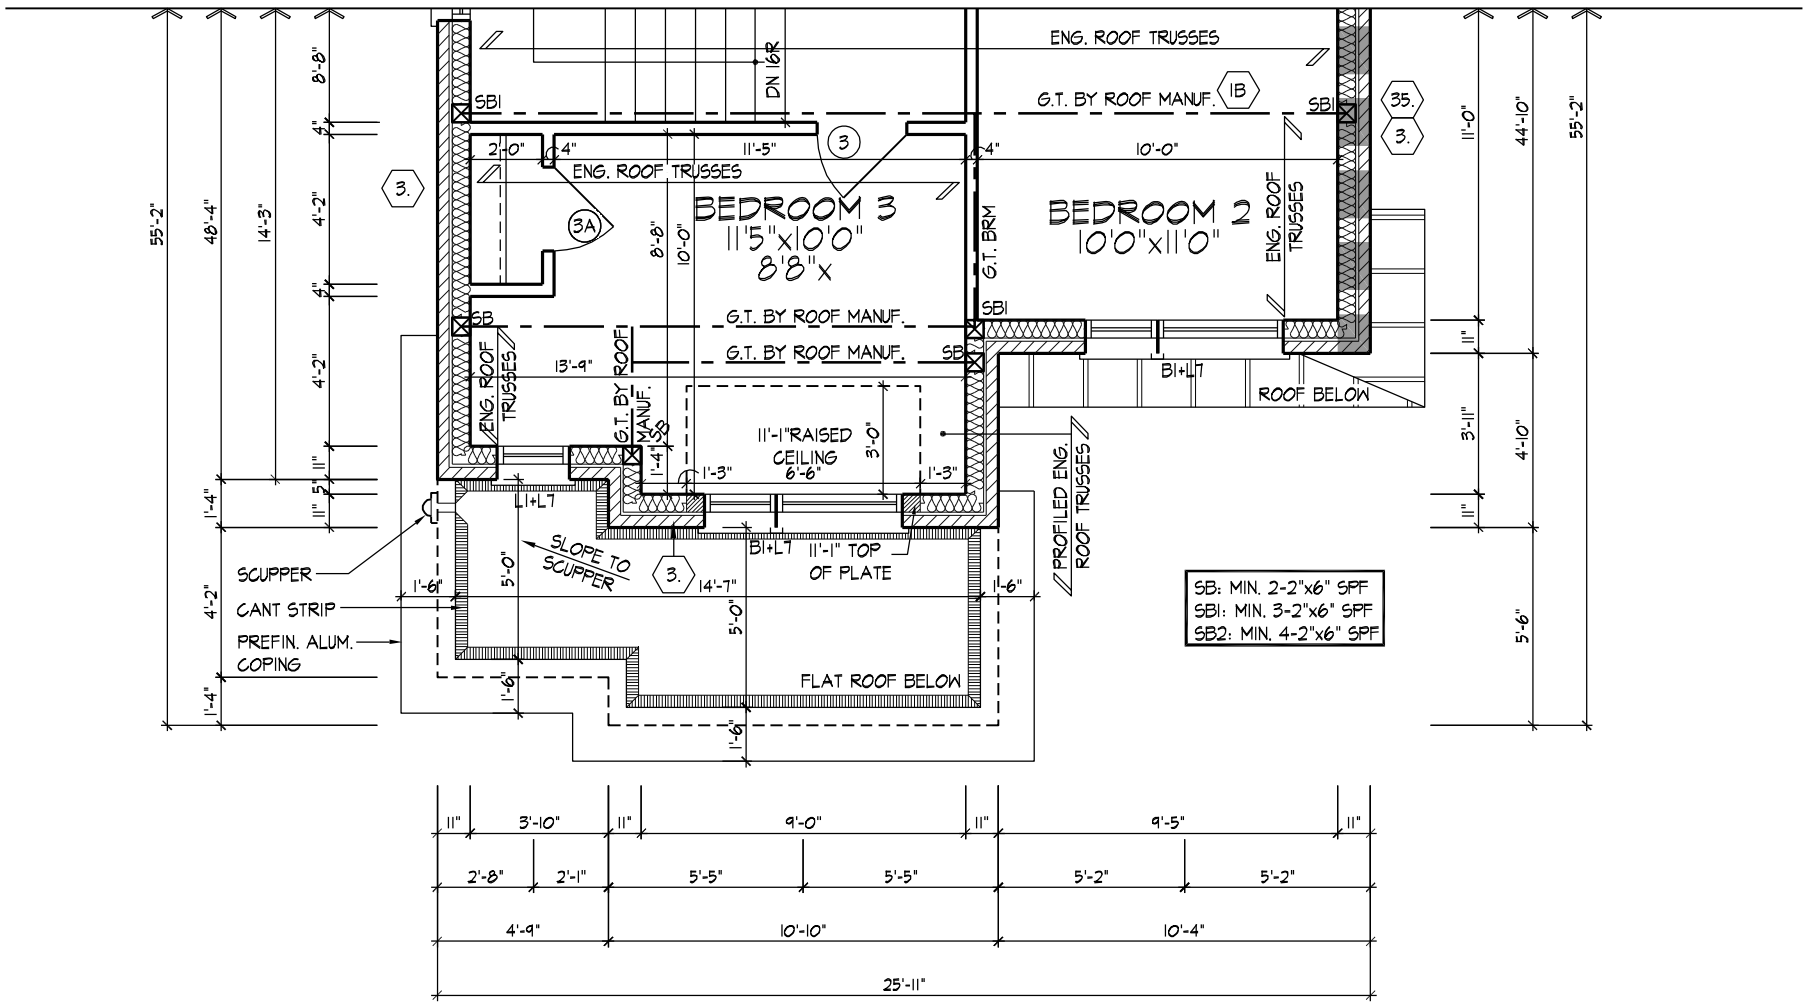 ENG. ROOF TRUSSES
DN 16R
8'-8"
SB1
G.T. BY ROOF MANUF.
1B
SB1
35.
3.
11'-0"
44'-10"
55'-2"
4"
3
2'-0"
4"
11'-5"
4"
10'-0"
ENG. ROOF TRUSSES
3.
55'-2"
48'-4"
14'-3"
4'-2"
3A
BEDROOM 3
11'5"x10'0"
8'8"x
8'-8"
10'-0"
G.T. BRM
BEDROOM 2
10'0"x11'0"
ENG. ROOF
TRUSSES
4"
SB
G.T. BY ROOF MANUF.
SB1
G.T. BY ROOF MANUF.
SB
11"
4'-2"
ENG. ROOF
TRUSSES
13'-9"
G.T. BY ROOF
MANUF.
B1+L7
ROOF BELOW
SB
11'-1"RAISED
CEILING
3'-0"
3'-11"
4'-10"
11"
1'-4"
1'-3"
6'-6"
1'-3"
PROFILED ENG.
ROOF TRUSSES
1'-4"
5"
11"
L1+L7
11"
B1+L7
11'-1" TOP
OF PLATE
SLOPE TO
SCUPPER
3.
SCUPPER
5'-0"
1'-6"
14'-7"
1'-6"
CANT STRIP
4'-2"
5'-0"
PREFIN. ALUM.
COPING
SB: MIN. 2-2"x6" SPF
SB1: MIN. 3-2"x6" SPF
SB2: MIN. 4-2"x6" SPF
5'-6"
1'-4"
1'-6"
FLAT ROOF BELOW
1'-6"
11"
3'-10"
11"
9'-0"
11"
9'-5"
11"
2'-8"
2'-1"
5'-5"
5'-5"
5'-2"
5'-2"
4'-9"
10'-10"
10'-4"
25'-11"